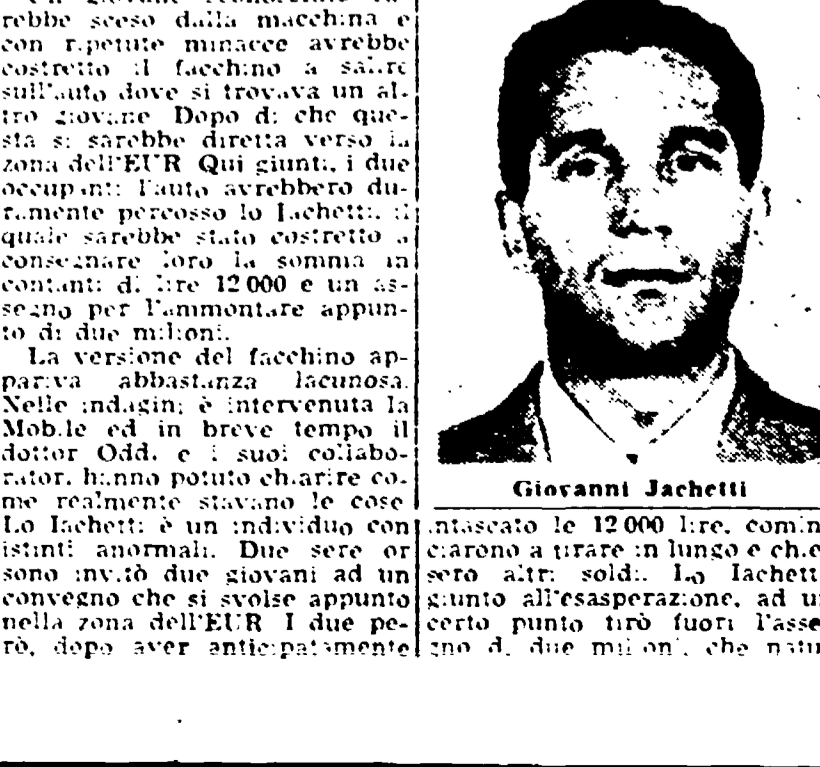 rebbe sceso dalla macchina e
con ripetute minacce avrebbe
costretto il facchino a salire
sull'auto dove si trovava un al-
tro giovane Dopo di che que-
sta si sarebbe diretta verso la
zona dell'EUR Qui giunti, i due
occupanti l'auto avrebbero du-
ramente percosso lo Iachetti, il
quale sarebbe stato costretto a
consegnare loro la somma in
contanti di lire 12 000 e un as-
segno per l'ammontare appun-
to di due milioni.
La versione del facchino ap-
pariva abbastanza lacunosa.
Nelle indagini è intervenuta la
Mobile ed in breve tempo il
dottor Odd. e i suoi collabo-
ratori hanno potuto chiarire co-
me realmente stavano le cose
Lo Iachetti è un individuo con
istinti anormali. Due sere or
sono invitò due giovani ad un
convegno che si svolse appunto
nella zona dell'EUR I due pe-
rò, dopo aver anticipatamente
Giovanni Jachetti
intascato le 12 000 lire, comin
ciarono a tirare in lungo e chie
sero altri soldi. Lo Iachett
giunto all'esasperazione, ad u
certo punto tirò fuori l'asse
gno di due milioni, che natu